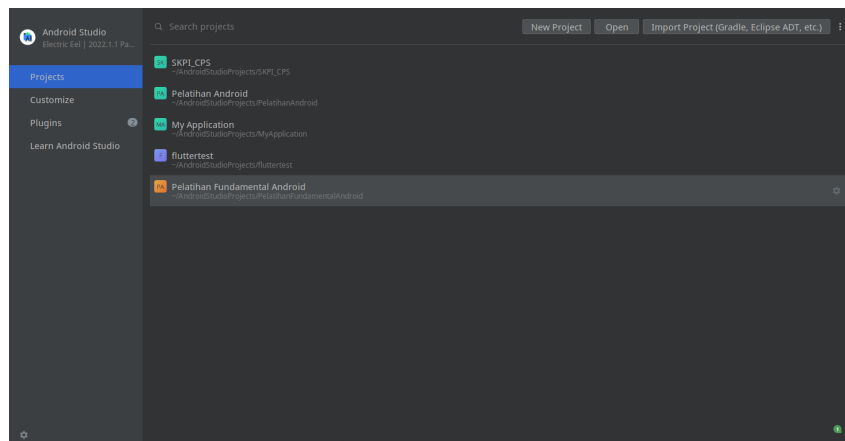 Android Studio
Electric Eel | 2022.1.1 Pa...
Projects
Customize
Plugins
2
Learn Android Studio
Search projects
New Project
Open
Import Project (Gradle, Eclipse ADT, etc.)
SK
SKPI_CPS
~/AndroidStudioProjects/SKPI_CPS
PA
Pelatihan Android
~/AndroidStudioProjects/PelatihanAndroid
MA
My Application
~/AndroidStudioProjects/MyApplication
F
fluttertest
~/AndroidStudioProjects/fluttertest
PA
Pelatihan Fundamental Android
~/AndroidStudioProjects/PelatihanFundamentalAndroid
1